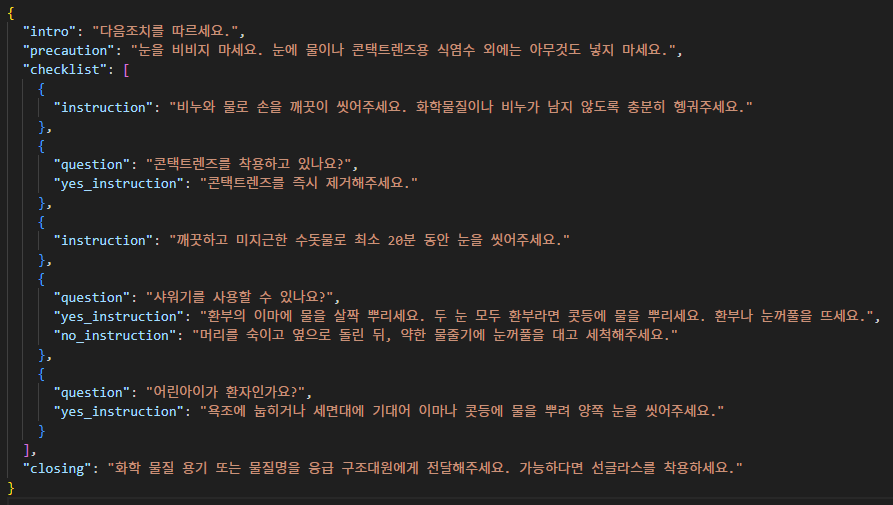 {
"intro": "다음조치를 따르세요.",
"precaution": "눈을 비비지 마세요. 눈에 물이나 콘택트렌즈용 식염수 외에는 아무것도 넣지 마세요.",
"checklist": [
{
"instruction": "비누와 물로 손을 깨끗이 씻어주세요. 화학물질이나 비누가 남지 않도록 충분히 헹궈주세요."
},
{
"question": "콘택트렌즈를 착용하고 있나요?",
"yes_instruction": "콘택트렌즈를 즉시 제거해주세요."
},
{
"instruction": "깨끗하고 미지근한 수돗물로 최소 20분 동안 눈을 씻어주세요."
},
{
"question": "샤워기를 사용할 수 있나요?",
"yes_instruction": "환부의 이마에 물을 살짝 뿌리세요. 두 눈 모두 환부라면 콧등에 물을 뿌리세요. 환부나 눈꺼풀을 뜨세요.",
"no_instruction": "머리를 숙이고 옆으로 돌린 뒤, 약한 물줄기에 눈꺼풀을 대고 세척해주세요."
},
{
"question": "어린아이가 환자인가요?",
"yes_instruction": "욕조에 눕히거나 세면대에 기대어 이마나 콧등에 물을 뿌려 양쪽 눈을 씻어주세요."
}
],
"closing": "화학 물질 용기 또는 물질명을 응급 구조대원에게 전달해주세요. 가능하다면 선글라스를 착용하세요."
}